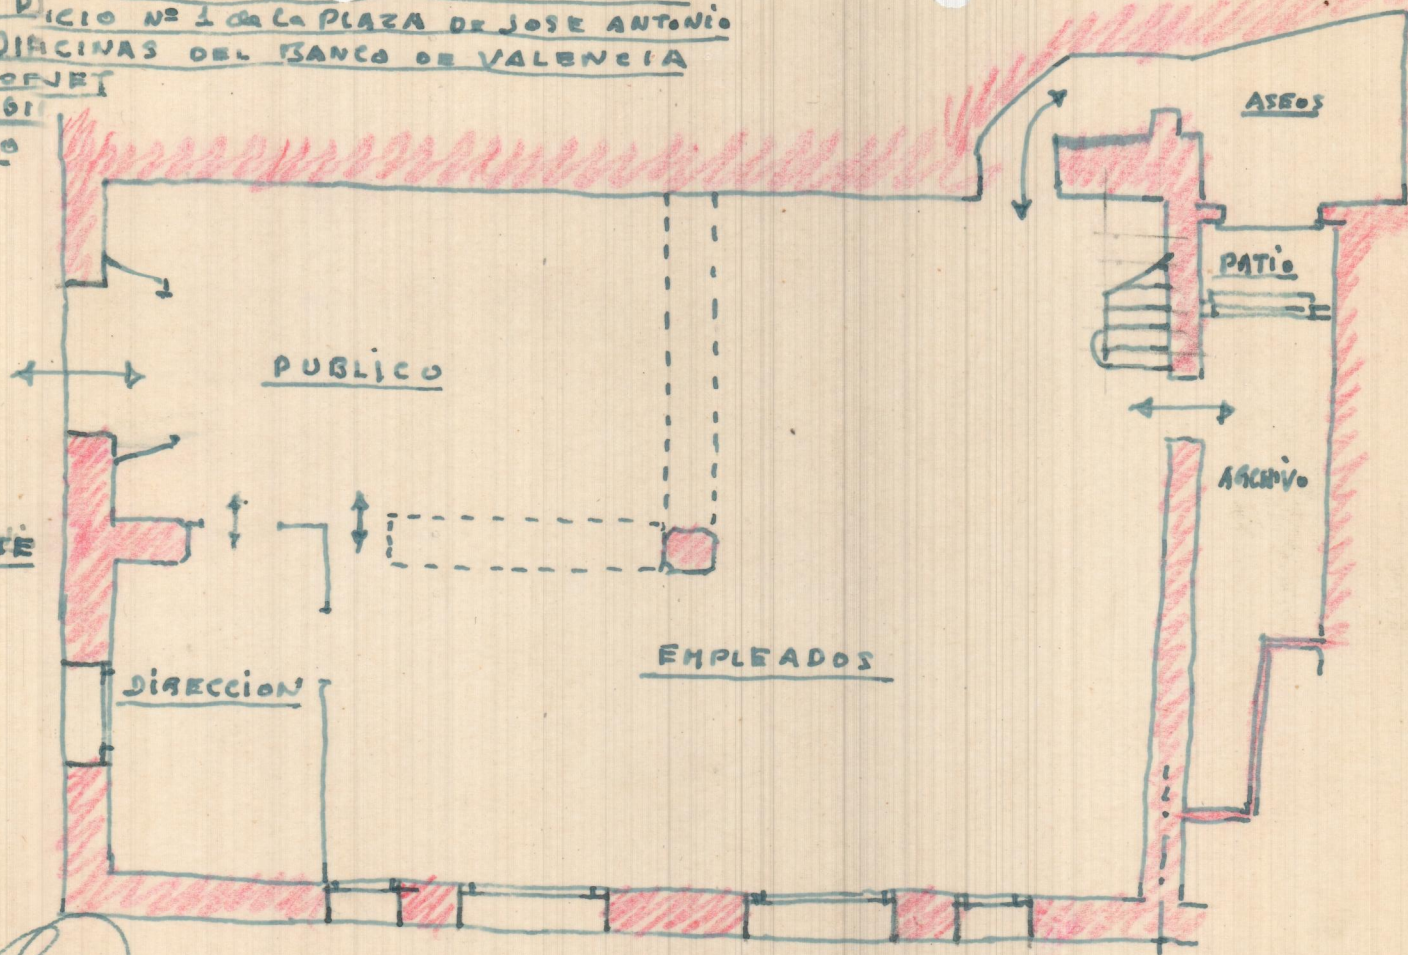 ICIO Nº 1 de La PLAZA DE JOSE ANTONIO
OFICINAS DEL BANCO DE VALENCIA
ASEOS
PATIO
PUBLICO
ARCHIVO
EMPLEADOS
DIRECCION